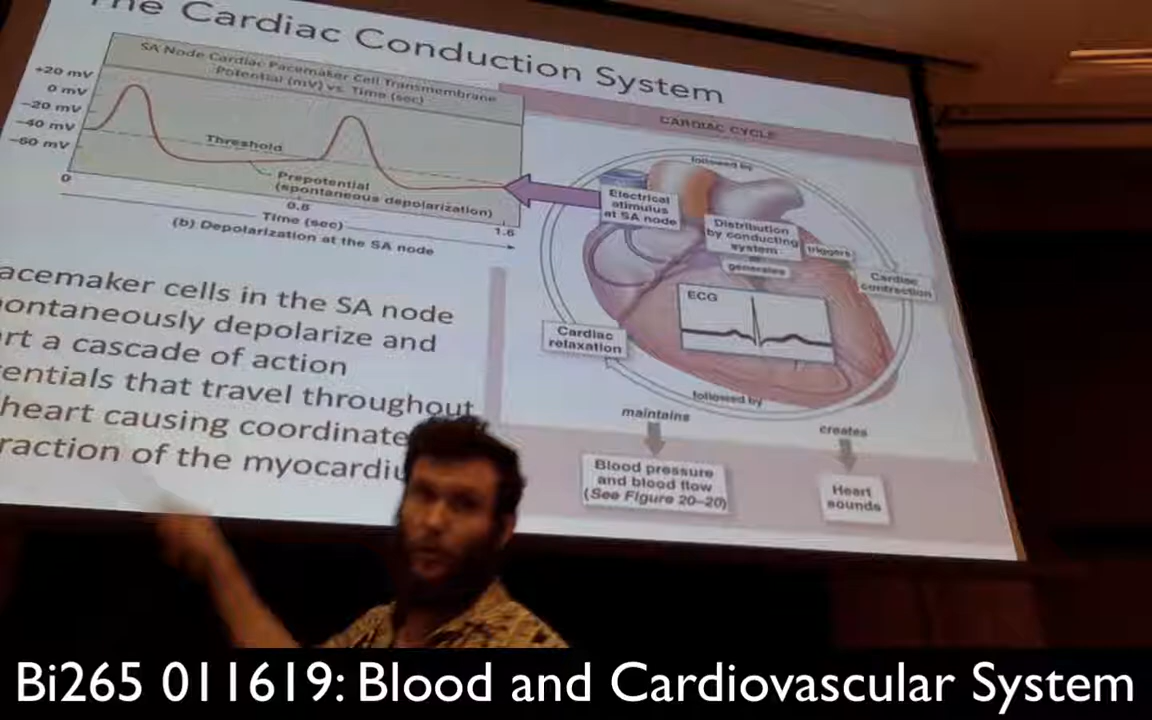 The Cardiac Conduction System
SA Node Cardiac Pacemaker Cell Transmembrane
Potential (mV) vs. Time (sec)
+20 mV
0 mV
−20 mV
−40 mV
−60 mV
Threshold
Prepotential
(spontaneous depolarization)
0
0.8
1.6
Time (sec)
(b) Depolarization at the SA node
acemaker cells in the SA node
ontaneously depolarize and
art a cascade of action
entials that travel throughout
heart causing coordinate
raction of the myocardiu
CARDIAC CYCLE
followed by
Electrical
stimulus
at SA node
Distribution
by conducting
system
triggers
generates
Cardiac
contraction
ECG
Cardiac
relaxation
followed by
maintains
creates
Blood pressure
and blood flow
(See Figure 20–20)
Heart
sounds
Bi265 011619: Blood and Cardiovascular System